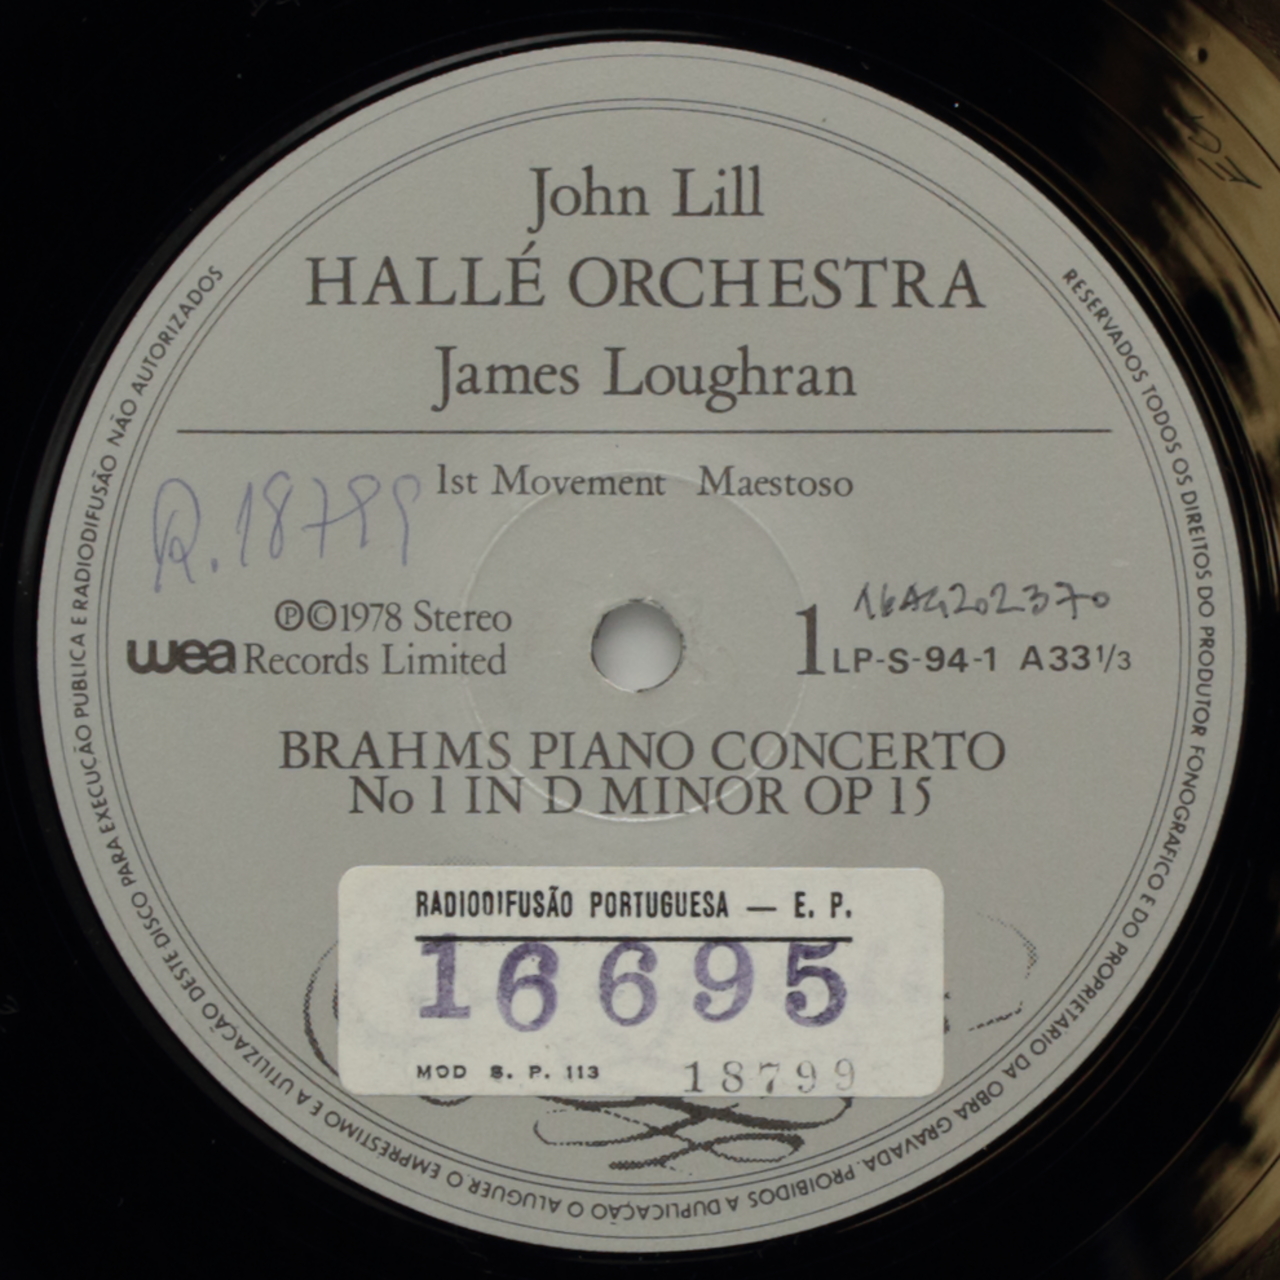 John Lill
HALLÉ ORCHESTRA
James Loughran
1st Movement Maestoso
R.18799
℗©1978 Stereo
wea Records Limited
16AG202370
1 LP-S-94-1 A33 1/3
BRAHMS PIANO CONCERTO
No 1 IN D MINOR OP 15
RADIODIFUSÃO PORTUGUESA — E. P.
16695
MOD S. P. 113 18799
RESERVADOS TODOS OS DIREITOS DO PRODUTOR FONOGRAFICO E DO PROPRIETARIO DA OBRA GRAVADA. PROIBIDOS A DUPLICAÇÃO O ALUGUER. O EMPRÉSTIMO E A UTILIZAÇÃO DESTE DISCO PARA EXECUÇÃO PUBLICA E RADIODIFUSÃO NÃO AUTORIZADOS